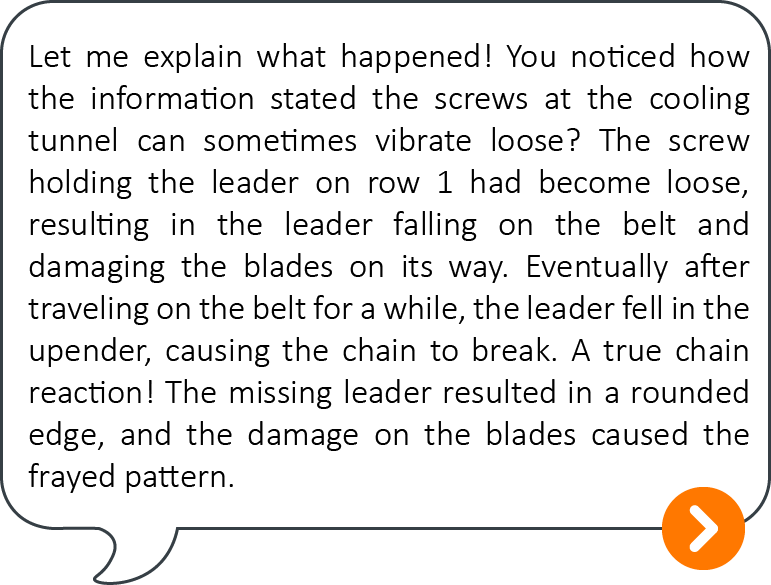 Let me explain what happened! You noticed how
the information stated the screws at the cooling
tunnel can sometimes vibrate loose? The screw
holding the leader on row 1 had become loose,
resulting in the leader falling on the belt and
damaging the blades on its way. Eventually after
traveling on the belt for a while, the leader fell in the
upender, causing the chain to break. A true chain
reaction! The missing leader resulted in a rounded
edge, and the damage on the blades caused the
frayed pattern.